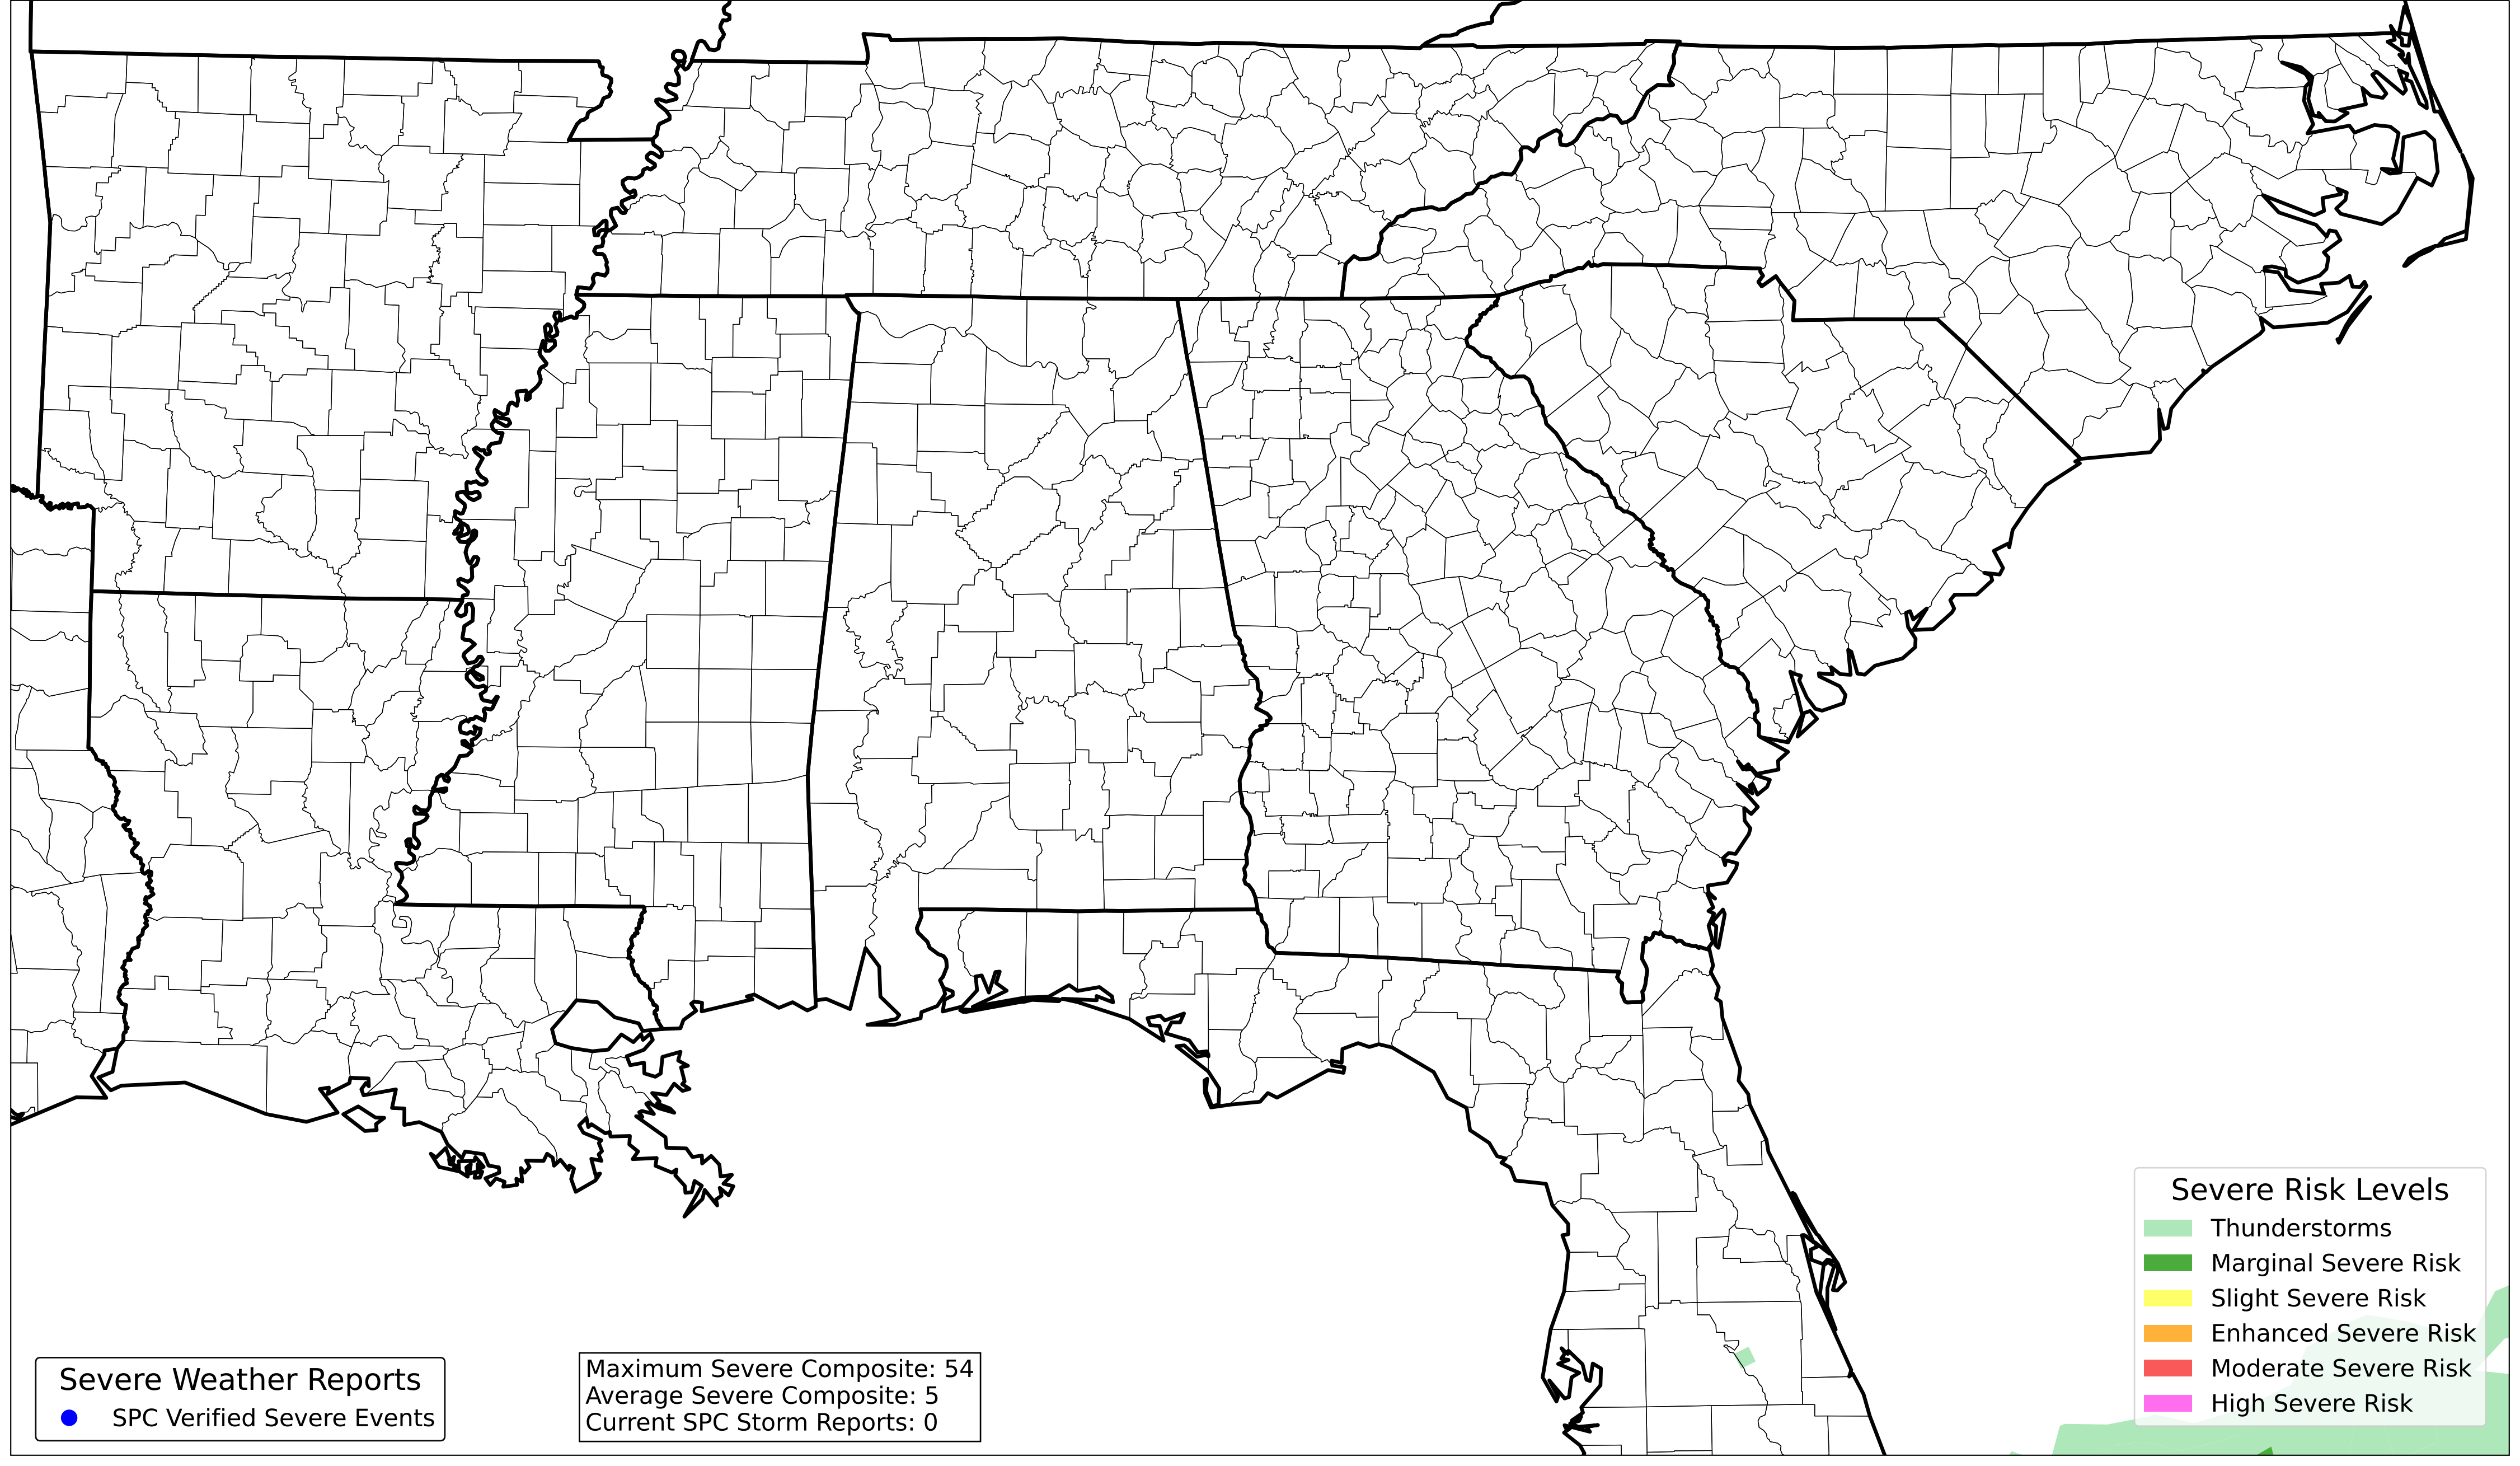 Severe Risk Levels
Thunderstorms
Marginal Severe Risk
Slight Severe Risk
Enhanced Severe Risk
Moderate Severe Risk
High Severe Risk
Severe Weather Reports
SPC Verified Severe Events
Maximum Severe Composite: 54
Average Severe Composite: 5
Current SPC Storm Reports: 0